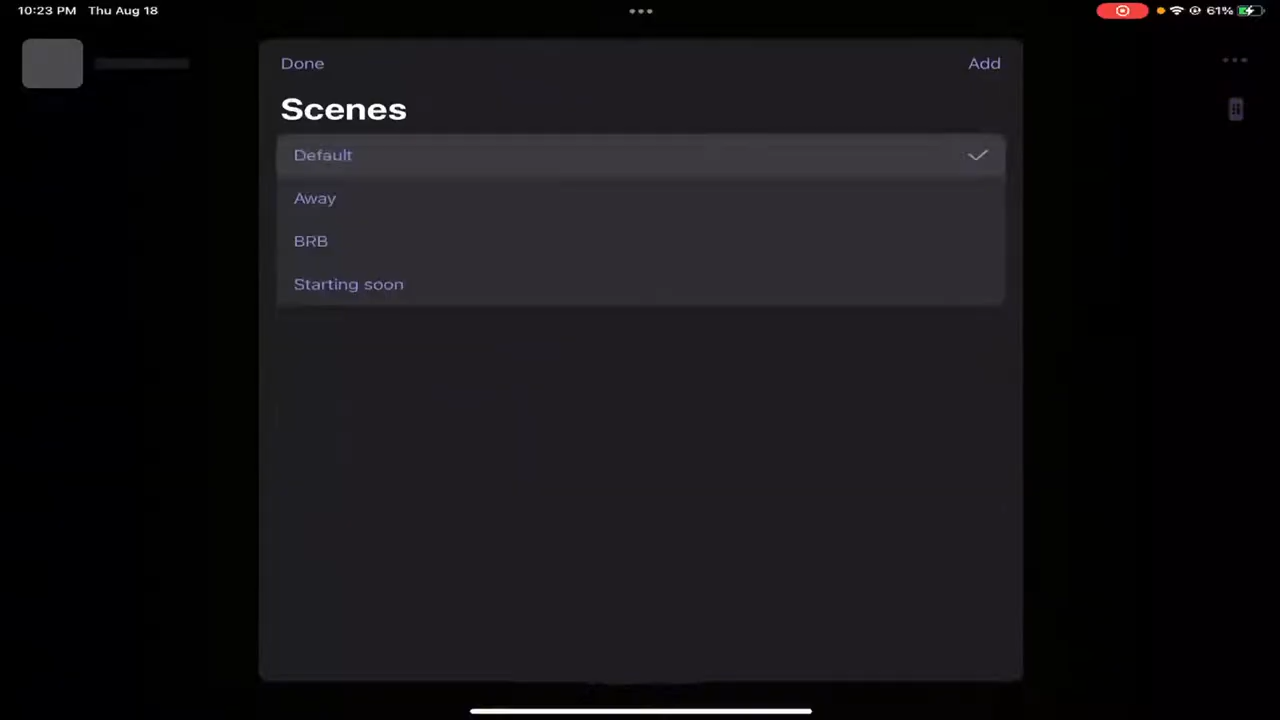 10:23 PM Thu Aug 18
61%
Done
Add
Scenes
Default
Away
BRB
Starting soon